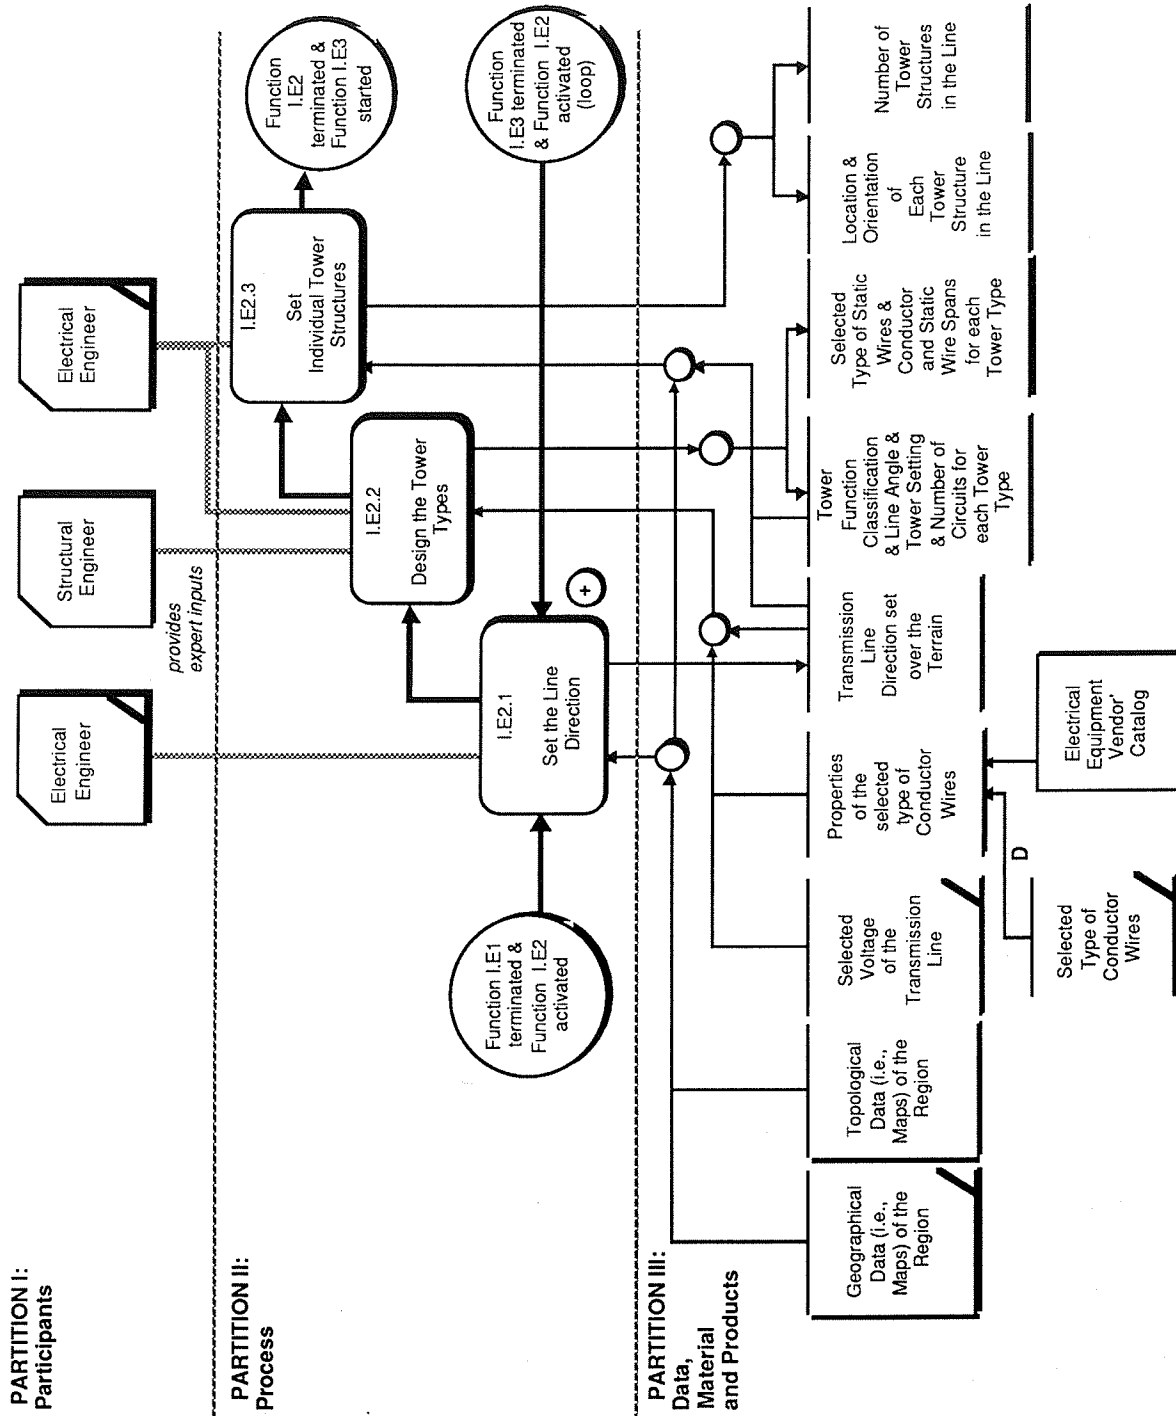 PARTITION I:
Participants
Electrical
Engineer
Structural
Engineer
Electrical
Engineer
provides
expert inputs
PARTITION II:
Process
Function I.E1
terminated &
Function I.E2
activated
I.E2.1
Set the Line
Direction
I.E2.2
Design the Tower
Types
I.E2.3
Set
Individual Tower
Structures
Function
I.E2
terminated &
Function I.E3
started
Function
I.E3 terminated
& Function I.E2
activated
(loop)
+
PARTITION III:
Data,
Material
and Products
Geographical
Data (i.e.,
Maps) of the
Region
Topological
Data (i.e.,
Maps) of the
Region
Selected
Voltage
of the
Transmission
Line
Properties
of the
selected
type of
Conductor
Wires
Transmission
Line
Direction set
over the
Terrain
Tower
Function
Classification
& Line Angle &
Tower Setting
& Number of
Circuits for
each Tower
Type
Selected
Type of Static
Wires &
Conductor
and Static
Wire Spans
for each
Tower Type
Location &
Orientation
of
Each
Tower
Structure
in the Line
Number of
Tower
Structures
in the Line
D
Selected
Type of
Conductor
Wires
Electrical
Equipment
Vendor'
Catalog